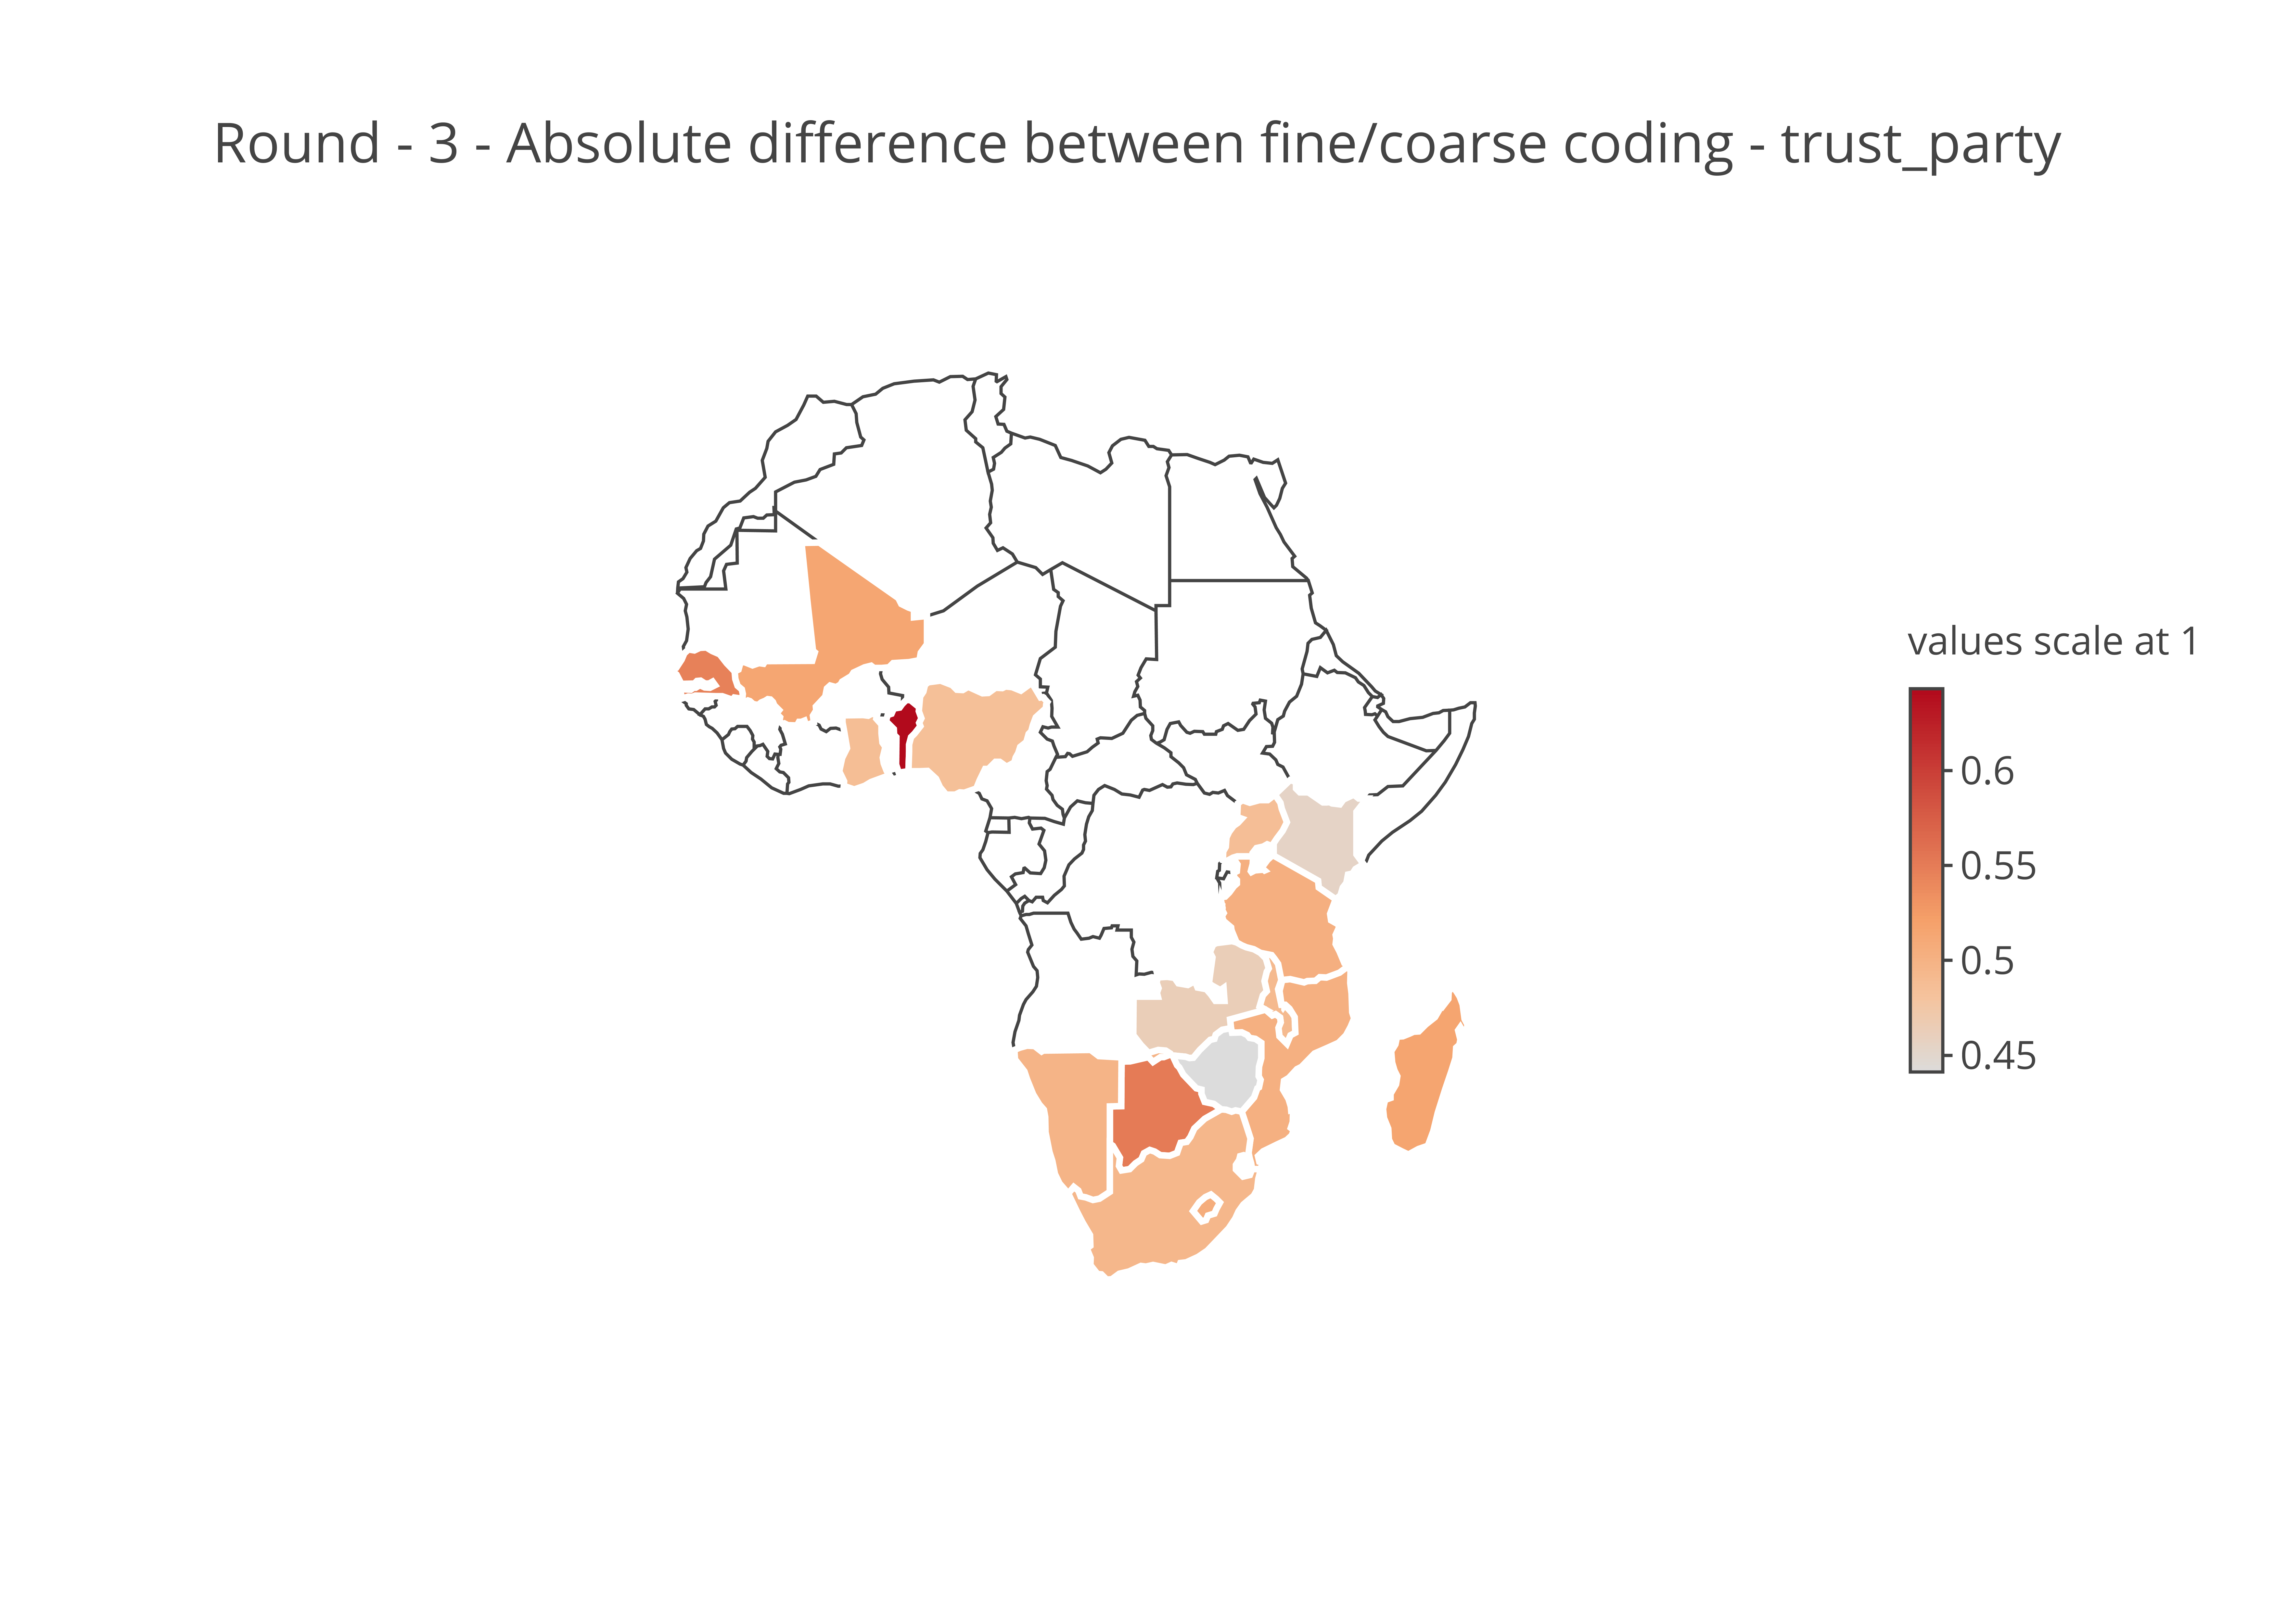 Round - 3 - Absolute difference between fine/coarse coding - trust_party
values scale at 1
0.6
0.55
0.5
0.45